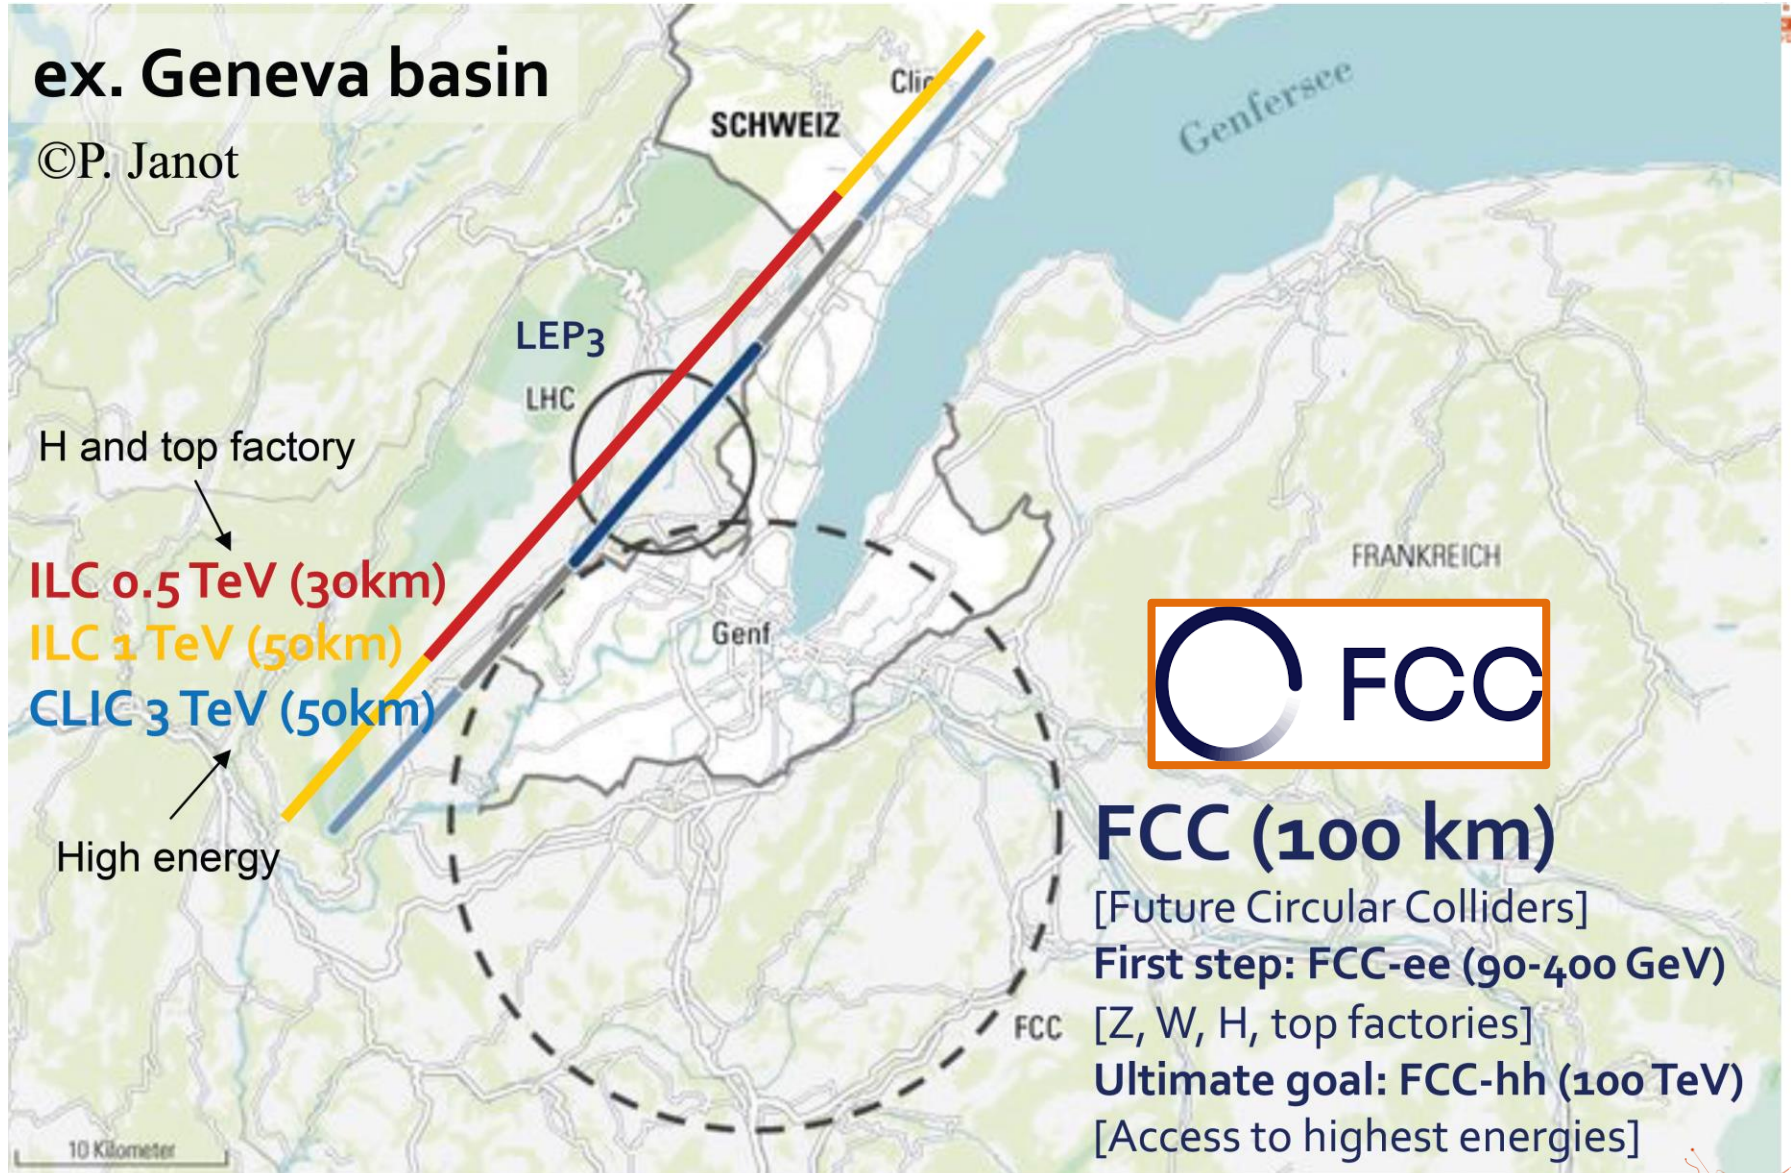 ex. Geneva basin
©P. Janot
Clic
SCHWEIZ
Genfersee
LEP3
LHC
H and top factory
ILC 0.5 TeV (30km)
ILC 1 TeV (50km)
CLIC 3 TeV (50km)
High energy
Genf
FRANKREICH
FCC
FCC (100 km)
[Future Circular Colliders]
First step: FCC-ee (90-400 GeV)
[Z, W, H, top factories]
FCC
Ultimate goal: FCC-hh (100 TeV)
[Access to highest energies]
10 Kilometer